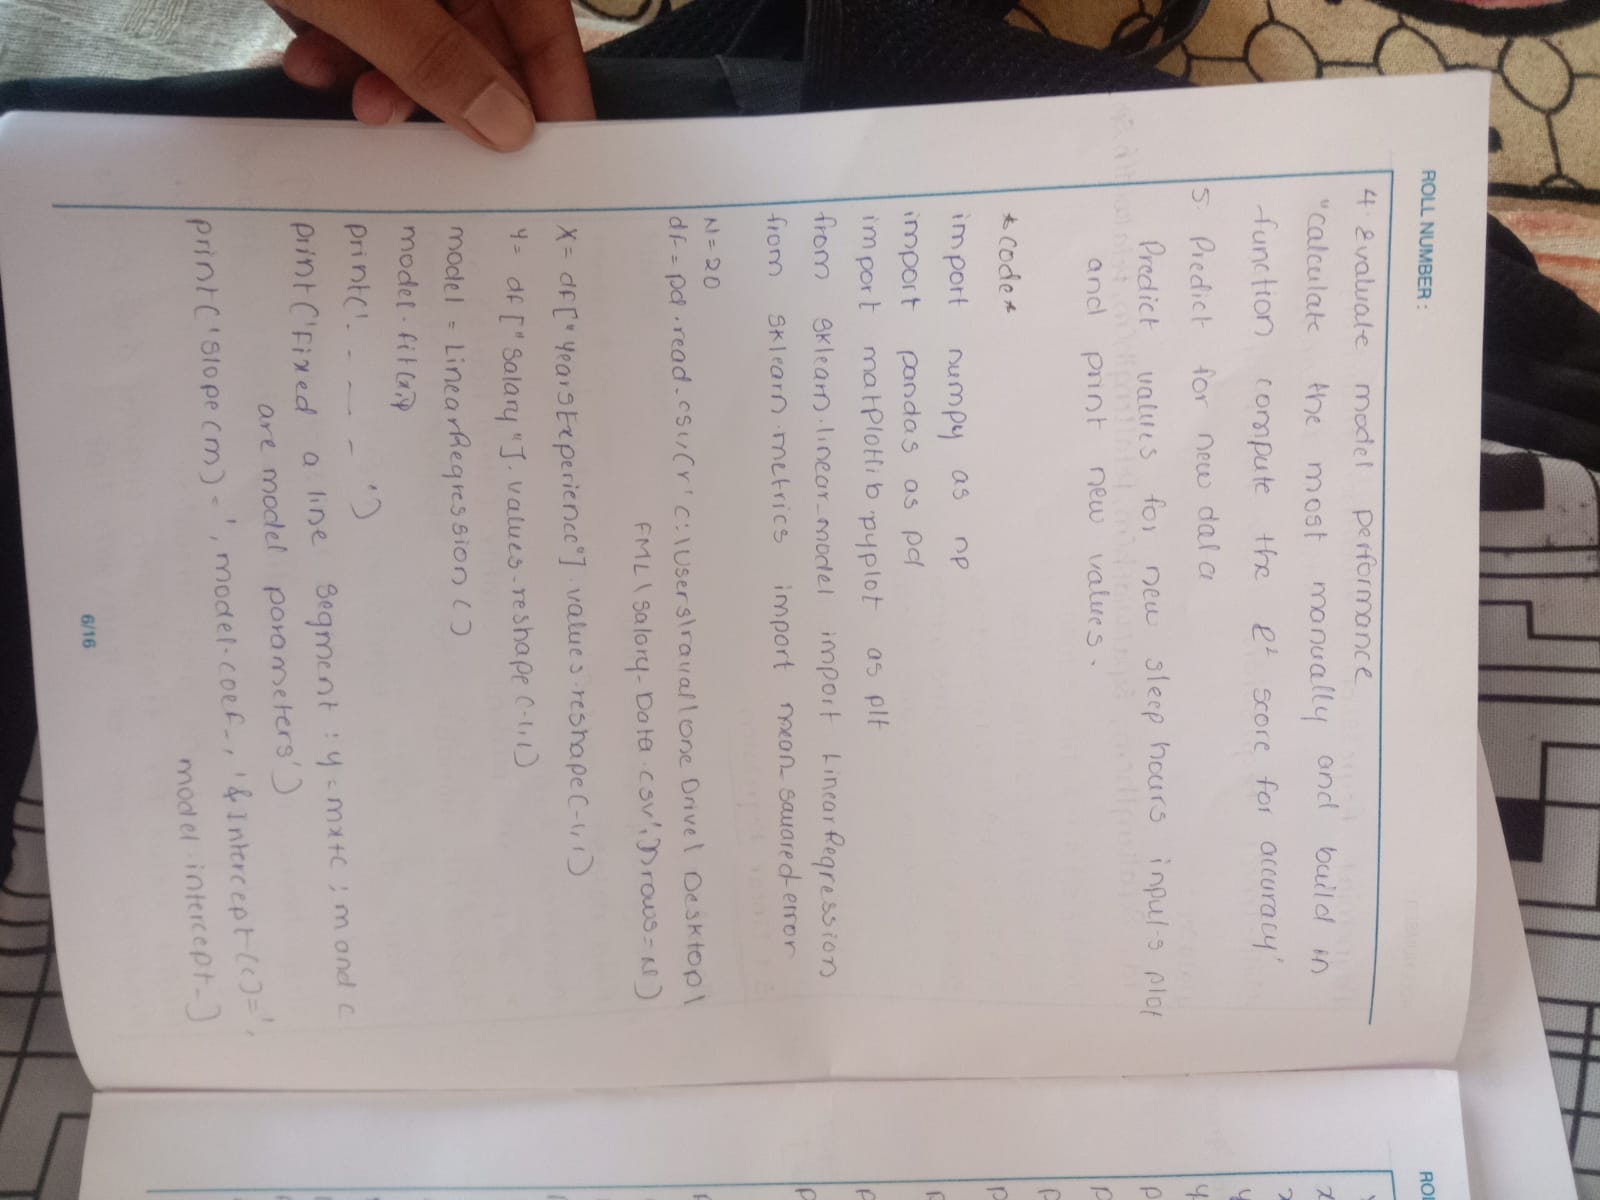 ROLL NUMBER :
4. Evaluate model performance
"calculate the most manually and build in
function compute the R² score for accuracy'
5. Predict for new data
Predict values for new sleep hours inputs plot
and print new values.
*code*
import numpy as np
import pandas as pd
import matplotlib.pyplot as plt
from sklearn.linear_model import LinearRegression
from sklearn.metrics import mean_sauared-error
N=20
df=pd.read_csv(r'C:\Users\ravall\One Drive\ Desktop\
FML\Salary-Data.csv', nrows=N)
X= df["YearsExperience"].values.reshape(-1,1)
Y= df ["Salary"].values.reshape(-1,1)
model = LinearRegression()
model.fit(x,y)
print('. - — - ')
print('Fixed a line Segment : y=mx+c ; m and c
are model parameters')
print('slope(m)=', model.coef_, '& Intercept(c)=',
model.intercept_)
6/16
ROL